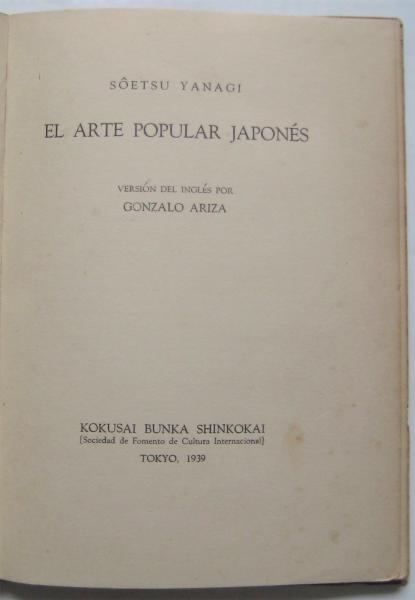 SÔETSU YANAGI
EL ARTE POPULAR JAPONÉS
VERSIÓN DEL INGLÉS POR
GONZALO ARIZA
KOKUSAI BUNKA SHINKOKAI
(Sociedad de Fomento de Cultura Internacional)
TOKYO, 1939